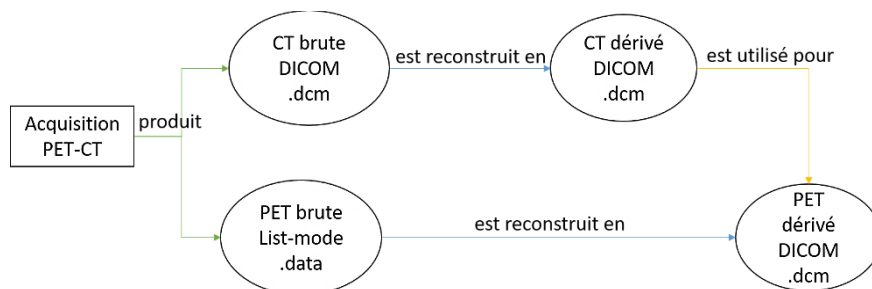 Acquisition
PET-CT
produit
CT brute
DICOM
.dcm
est reconstruit en
CT dérivé
DICOM
.dcm
est utilisé pour
PET brute
List-mode
.data
est reconstruit en
PET
dérivé
DICOM
.dcm